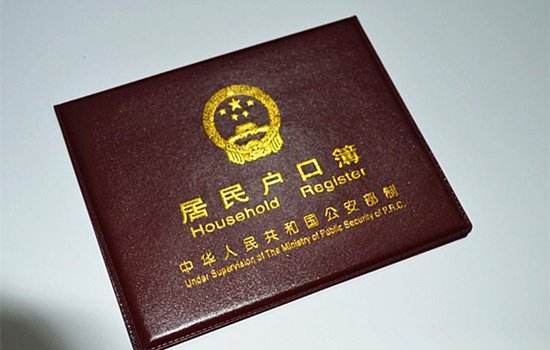 居民户口簿
Household Register
中华人民共和国公安部制
Under Supervision of The Ministry of Public Security of P.R.C.